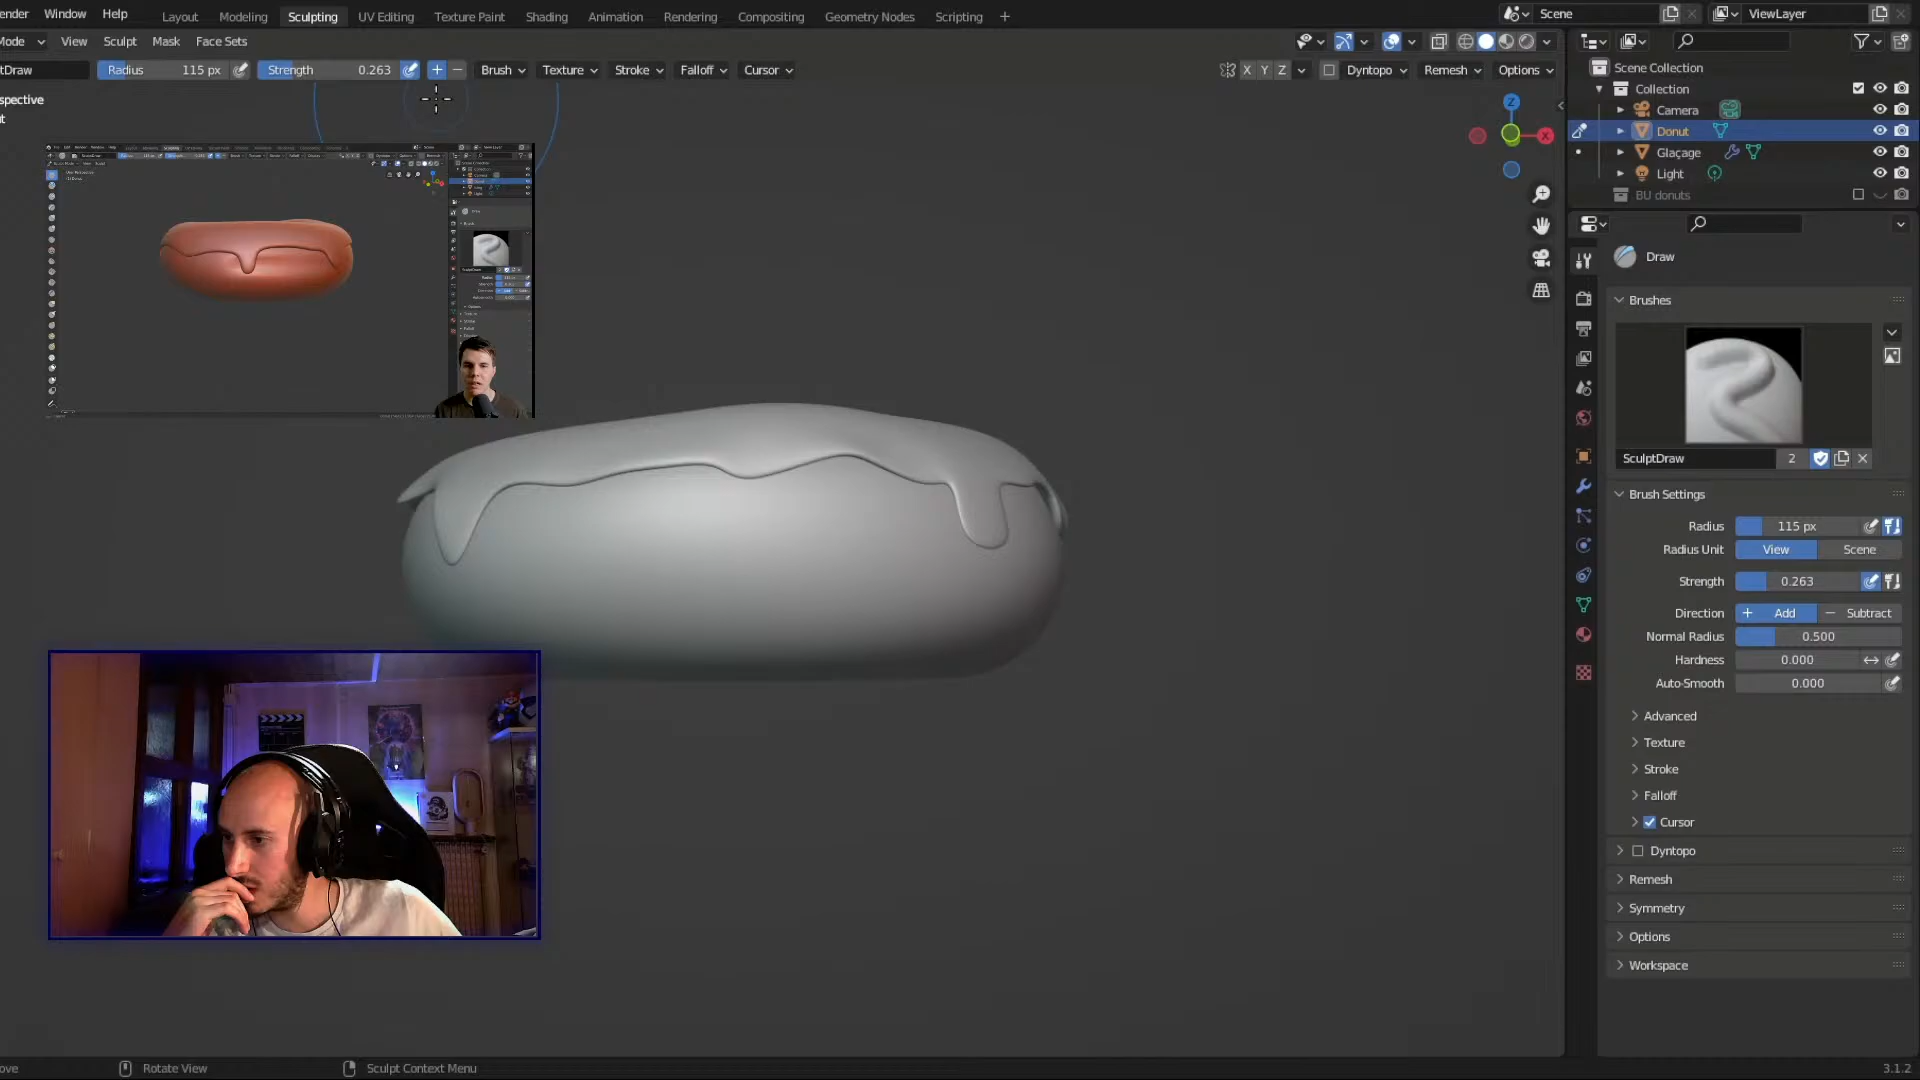 ender Window Help Layout Modeling Sculpting UV Editing Texture Paint Shading Animation Rendering Compositing Geometry Nodes Scripting + Scene ViewLayer
Mode View Sculpt Mask Face Sets
tDraw Radius 115 px Strength 0.263 Brush Texture Stroke Falloff Cursor X Y Z Dyntopo Remesh Options
spective
t
Z
X
Scene Collection
Collection
Camera
Donut
Glaçage
Light
BU donuts
Draw
Brushes
SculptDraw 2
Brush Settings
Radius 115 px
Radius Unit View Scene
Strength 0.263
Direction Add Subtract
Normal Radius 0.500
Hardness 0.000
Auto-Smooth 0.000
Advanced
Texture
Stroke
Falloff
Cursor
Dyntopo
Remesh
Symmetry
Options
Workspace
ove Rotate View Sculpt Context Menu 3.1.2